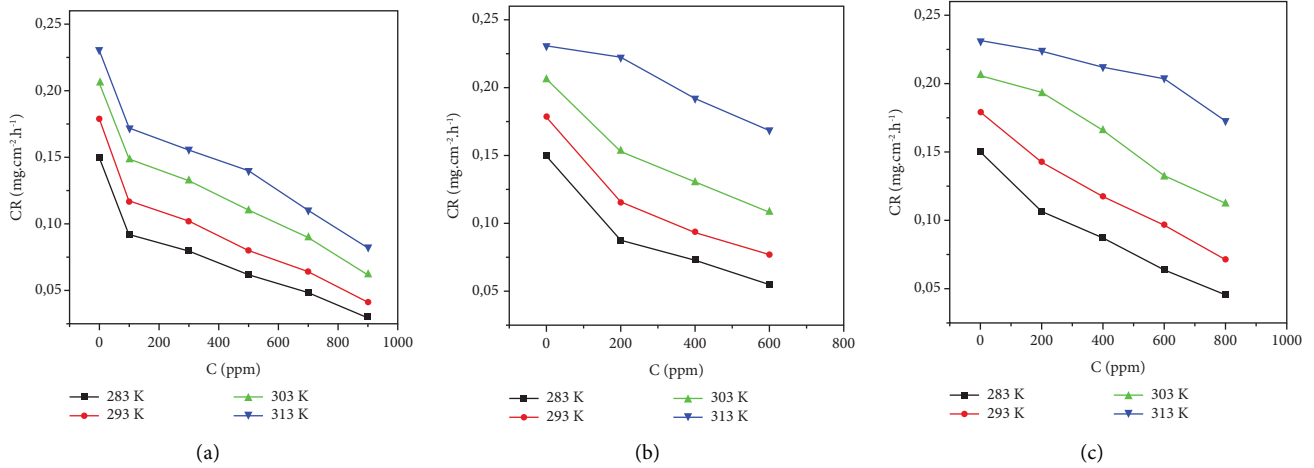 0,25
0,20
0,15
0,10
0,05
CR (mg.cm⁻².h⁻¹)
0 200 400 600 800 1000
C (ppm)
283 K 303 K
293 K 313 K
(a)
0,25
0,20
0,15
0,10
0,05
CR (mg.cm⁻².h⁻¹)
0 200 400 600 800
C (ppm)
283 K 303 K
293 K 313 K
(b)
0,25
0,20
0,15
0,10
0,05
CR (mg.cm⁻².h⁻¹)
0 200 400 600 800 1000
C (ppm)
283 K 303 K
293 K 313 K
(c)